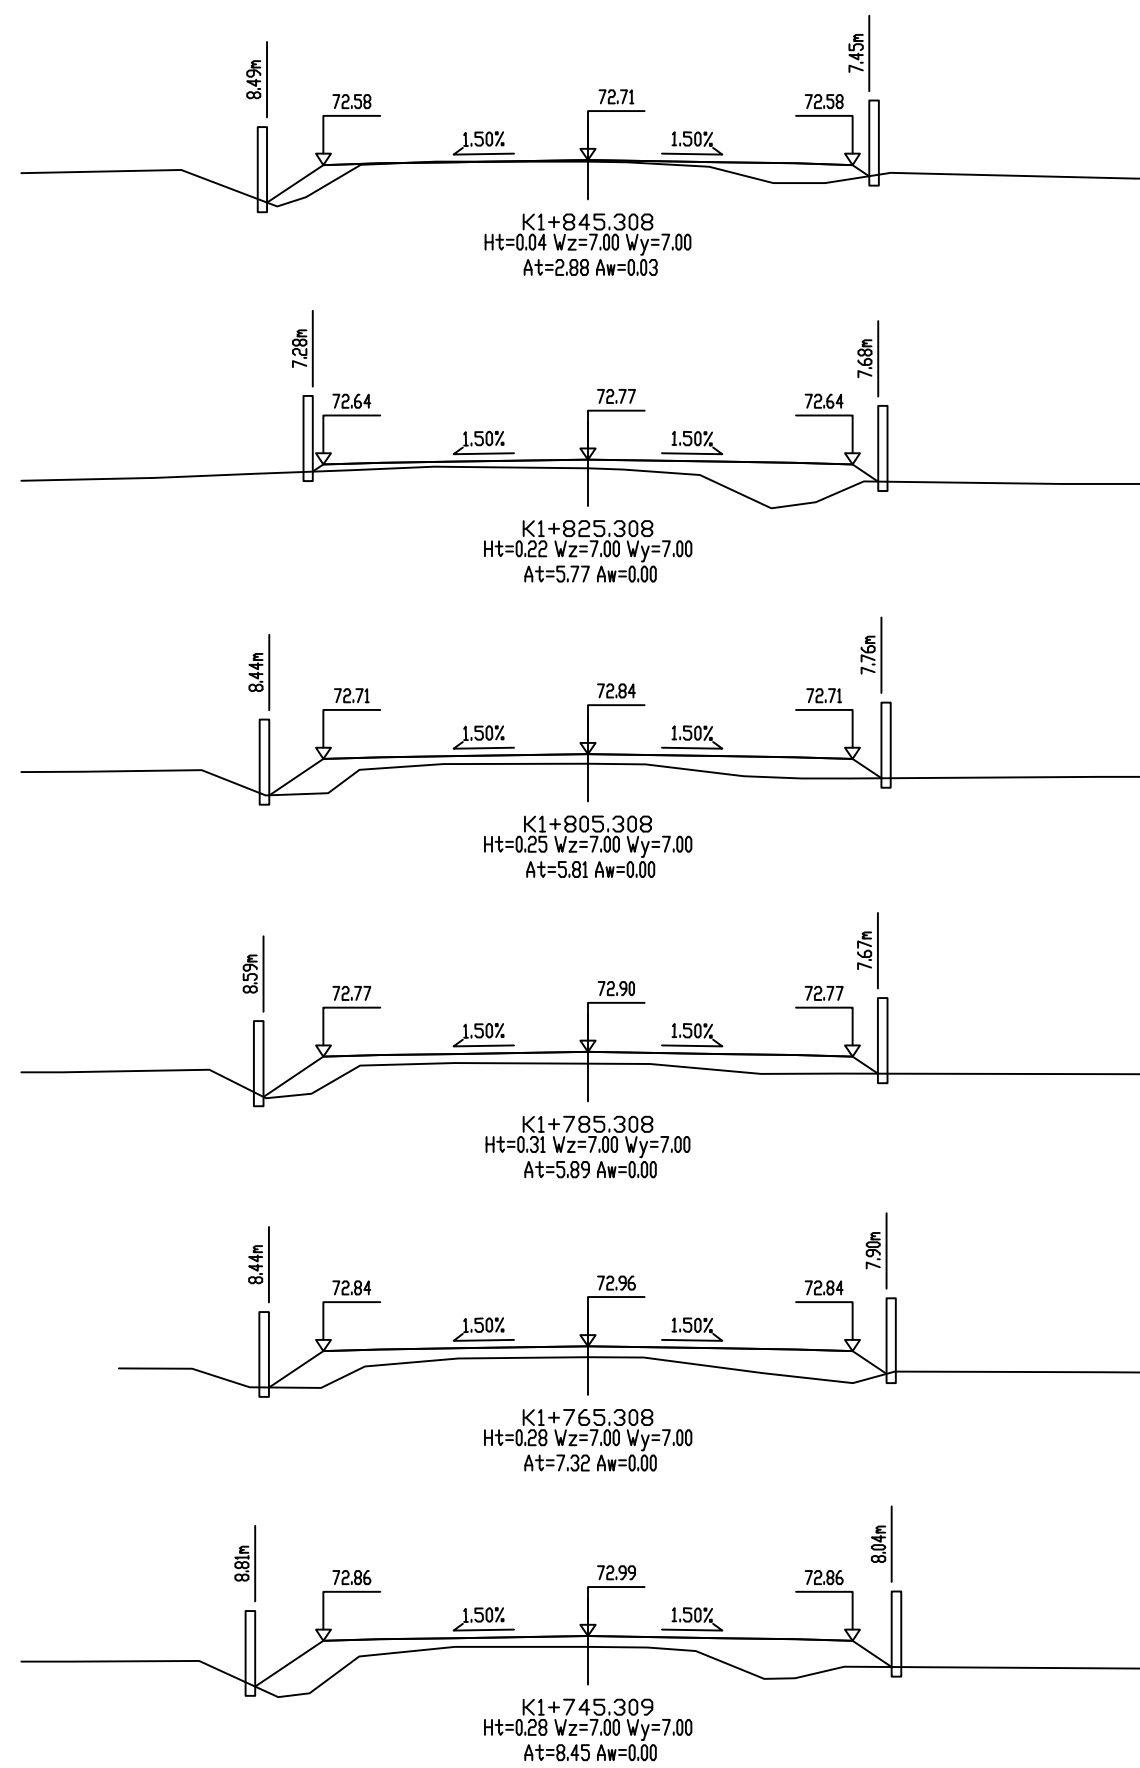 8.49m
7.45m
72.58
72.71
72.58
1.50%
1.50%
K1+845.308
Ht=0.04 Wz=7.00 Wy=7.00
At=2.88 Aw=0.03
7.28m
7.68m
72.64
72.77
72.64
1.50%
1.50%
K1+825.308
Ht=0.22 Wz=7.00 Wy=7.00
At=5.77 Aw=0.00
8.44m
7.76m
72.71
72.84
72.71
1.50%
1.50%
K1+805.308
Ht=0.25 Wz=7.00 Wy=7.00
At=5.81 Aw=0.00
8.59m
7.67m
72.77
72.90
72.77
1.50%
1.50%
K1+785.308
Ht=0.31 Wz=7.00 Wy=7.00
At=5.89 Aw=0.00
8.44m
7.90m
72.84
72.96
72.84
1.50%
1.50%
K1+765.308
Ht=0.28 Wz=7.00 Wy=7.00
At=7.32 Aw=0.00
8.81m
8.04m
72.86
72.99
72.86
1.50%
1.50%
K1+745.309
Ht=0.28 Wz=7.00 Wy=7.00
At=8.45 Aw=0.00